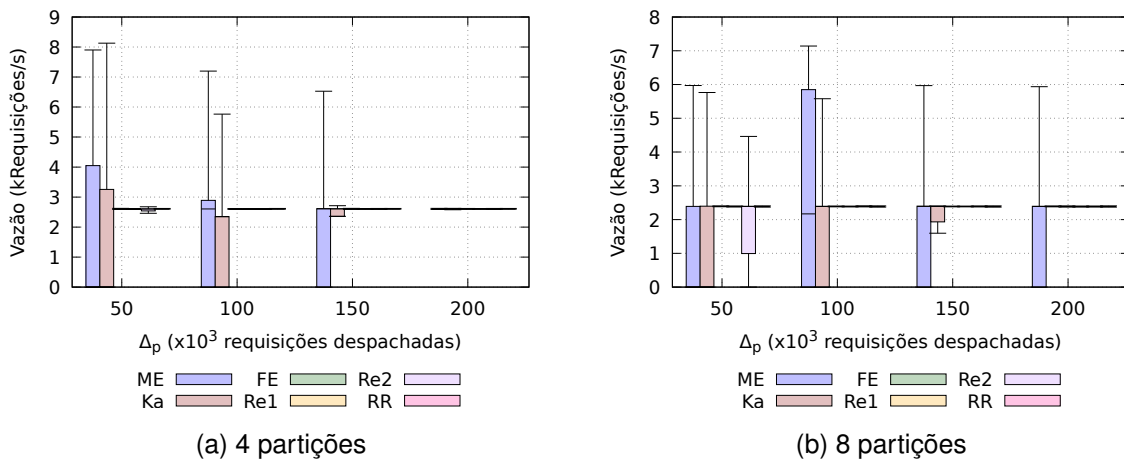 9
8
7
6
5
4
3
2
1
0
Vazão (kRequisições/s)
50 100 150 200
Δp (x10³ requisições despachadas)
ME FE Re2
Ka Re1 RR
(a) 4 partições
8
7
6
5
4
3
2
1
0
Vazão (kRequisições/s)
50 100 150 200
Δp (x10³ requisições despachadas)
ME FE Re2
Ka Re1 RR
(b) 8 partições